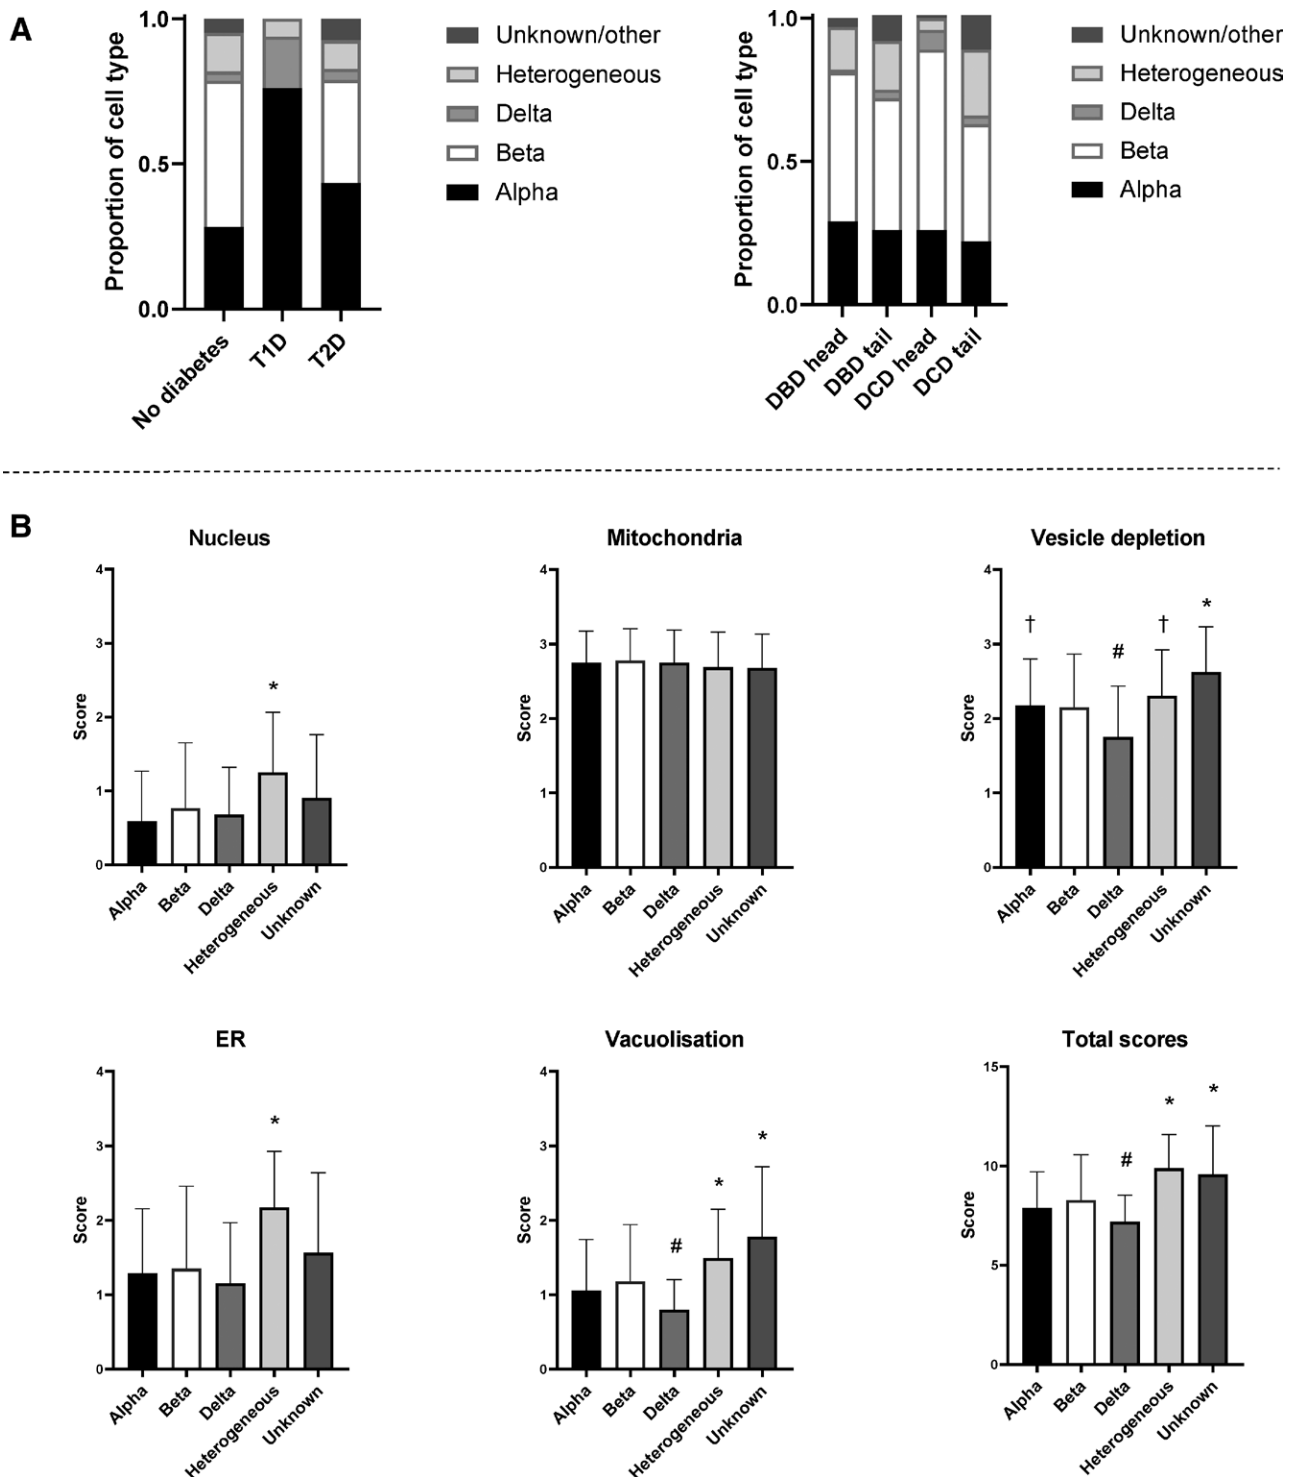 A
Proportion of cell type
1.0
0.5
0.0
No diabetes
T1D
T2D
Unknown/other
Heterogeneous
Delta
Beta
Alpha
Proportion of cell type
1.0
0.5
0.0
DBD head
DBD tail
DCD head
DCD tail
Unknown/other
Heterogeneous
Delta
Beta
Alpha
B
Nucleus
Score
4
3
2
1
0
*
Alpha
Beta
Delta
Heterogeneous
Unknown
Mitochondria
Score
4
3
2
1
0
Alpha
Beta
Delta
Heterogeneous
Unknown
Vesicle depletion
Score
4
3
2
1
0
†
#
†
*
Alpha
Beta
Delta
Heterogeneous
Unknown
ER
Score
4
3
2
1
0
*
Alpha
Beta
Delta
Heterogeneous
Unknown
Vacuolisation
Score
4
3
2
1
0
#
*
*
Alpha
Beta
Delta
Heterogeneous
Unknown
Total scores
Score
15
10
5
0
#
*
*
Alpha
Beta
Delta
Heterogeneous
Unknown